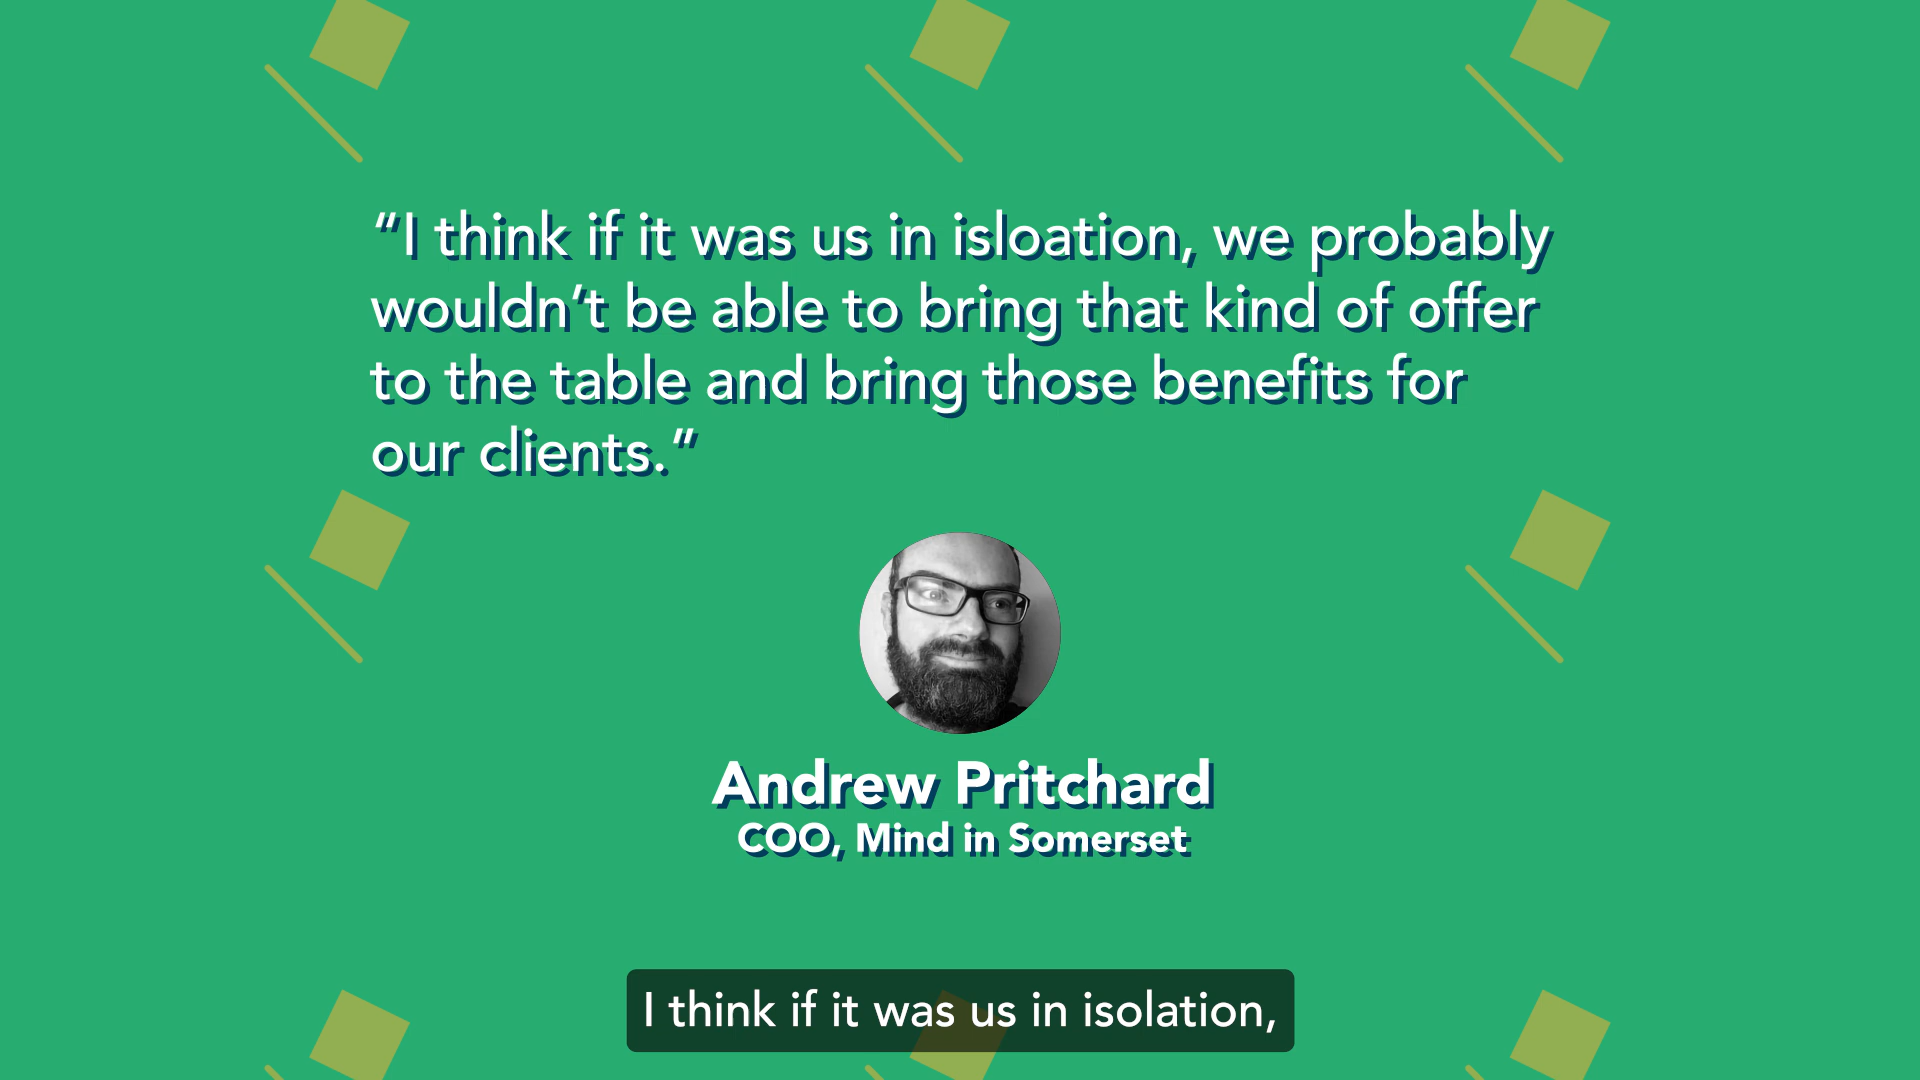 “I think if it was us in isloation, we probably
wouldn’t be able to bring that kind of offer
to the table and bring those benefits for
our clients.”
Andrew Pritchard
COO, Mind in Somerset
I think if it was us in isolation,